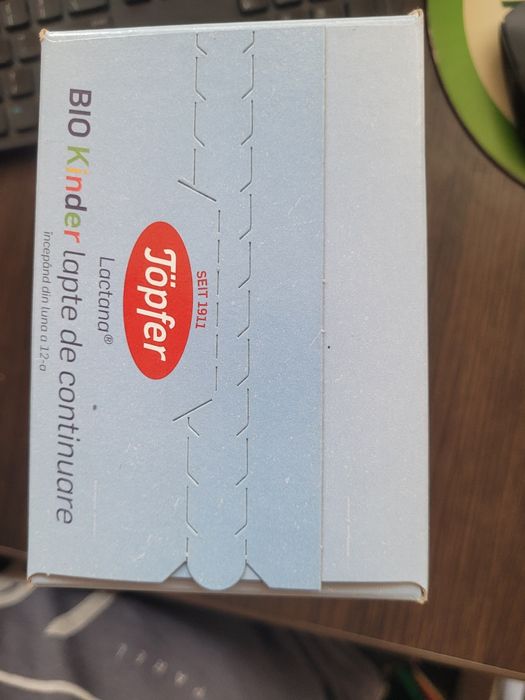 SEIT 1911
Töpfer
Lactana®
BIO Kinder lapte de continuare
începând din luna a 12-a